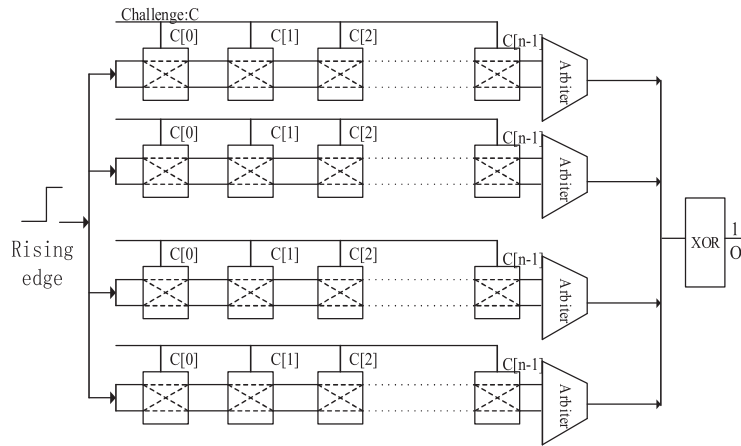 Challenge:C
C[0] C[1] C[2] C[n-1]
Arbiter
C[0] C[1] C[2] C[n-1]
Arbiter
Rising
edge
XOR
1
O
C[0] C[1] C[2] C[n-1]
Arbiter
C[0] C[1] C[2] C[n-1]
Arbiter